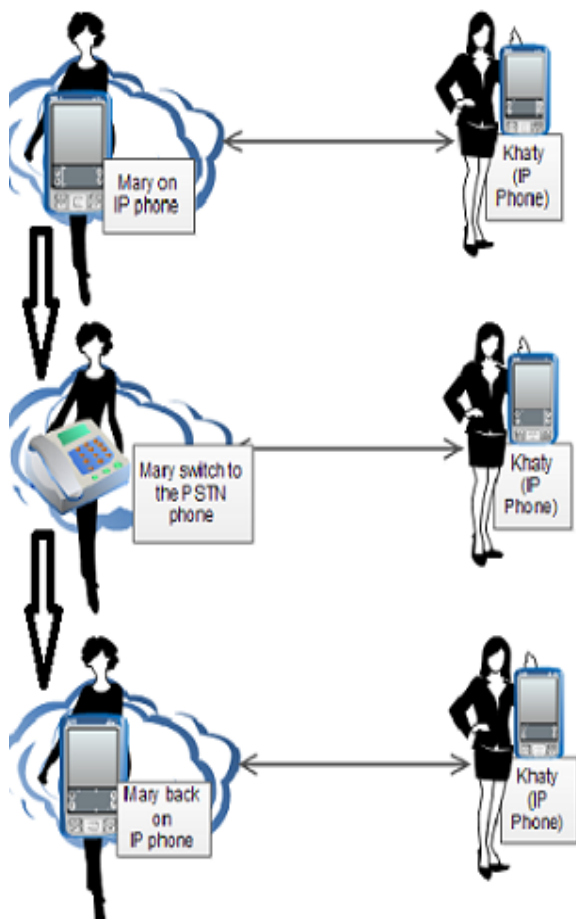 Mary on
IP phone
Khaty
(IP
Phone)
Mary switch to
the PSTN
phone
Khaty
(IP
Phone)
Mary back
on
IP phone
Khaty
(IP
Phone)